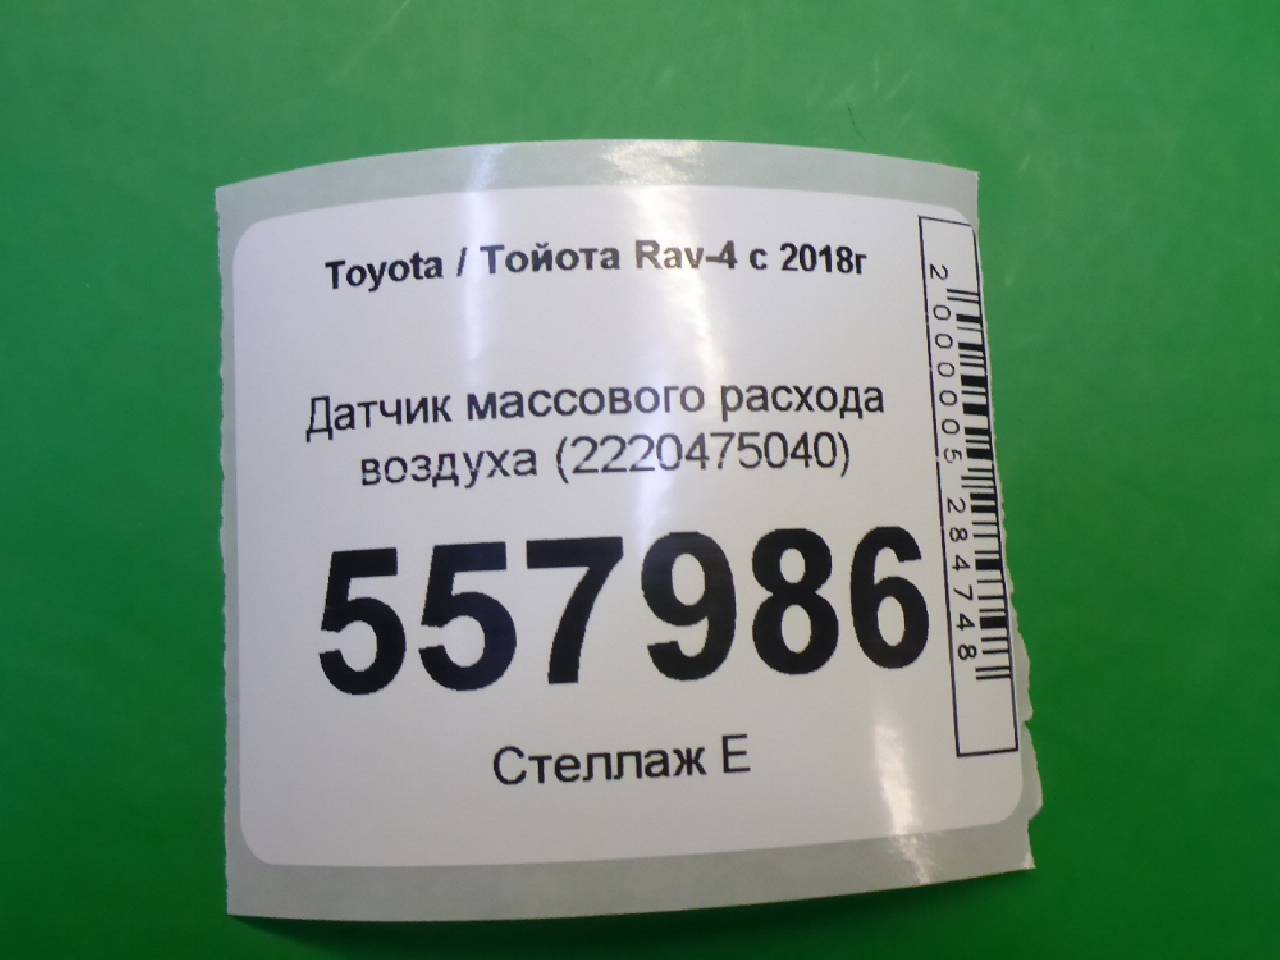 Toyota / Тойота Rav-4 с 2018г
Датчик массового расхода
воздуха (2220475040)
557986
Стеллаж Е
2000005284748